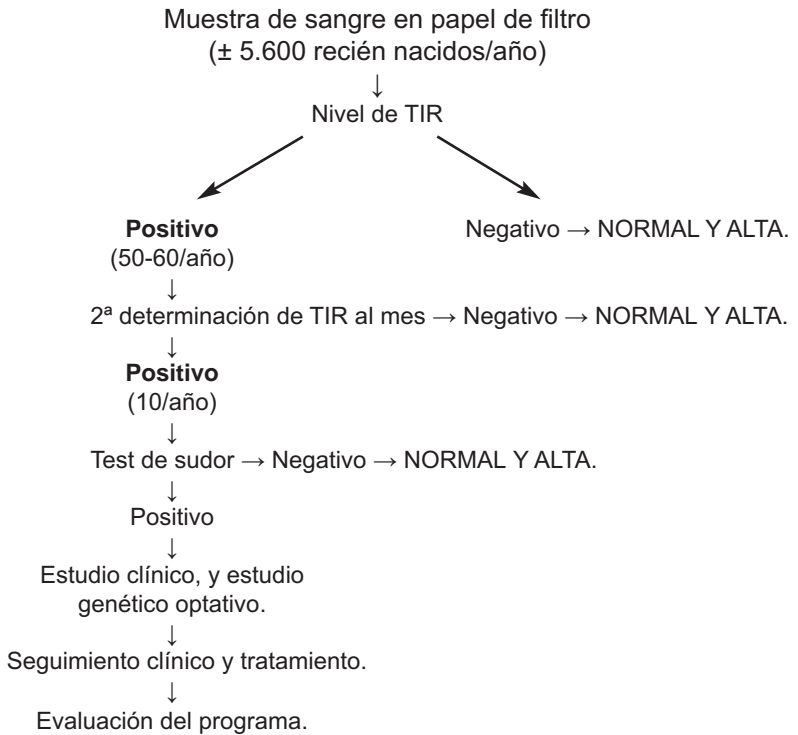 Muestra de sangre en papel de filtro
(± 5.600 recién nacidos/año)
↓
Nivel de TIR
Positivo
(50-60/año)
Negativo → NORMAL Y ALTA.
↓
2ª determinación de TIR al mes → Negativo → NORMAL Y ALTA.
↓
Positivo
(10/año)
↓
Test de sudor → Negativo → NORMAL Y ALTA.
↓
Positivo
↓
Estudio clínico, y estudio
genético optativo.
↓
Seguimiento clínico y tratamiento.
↓
Evaluación del programa.